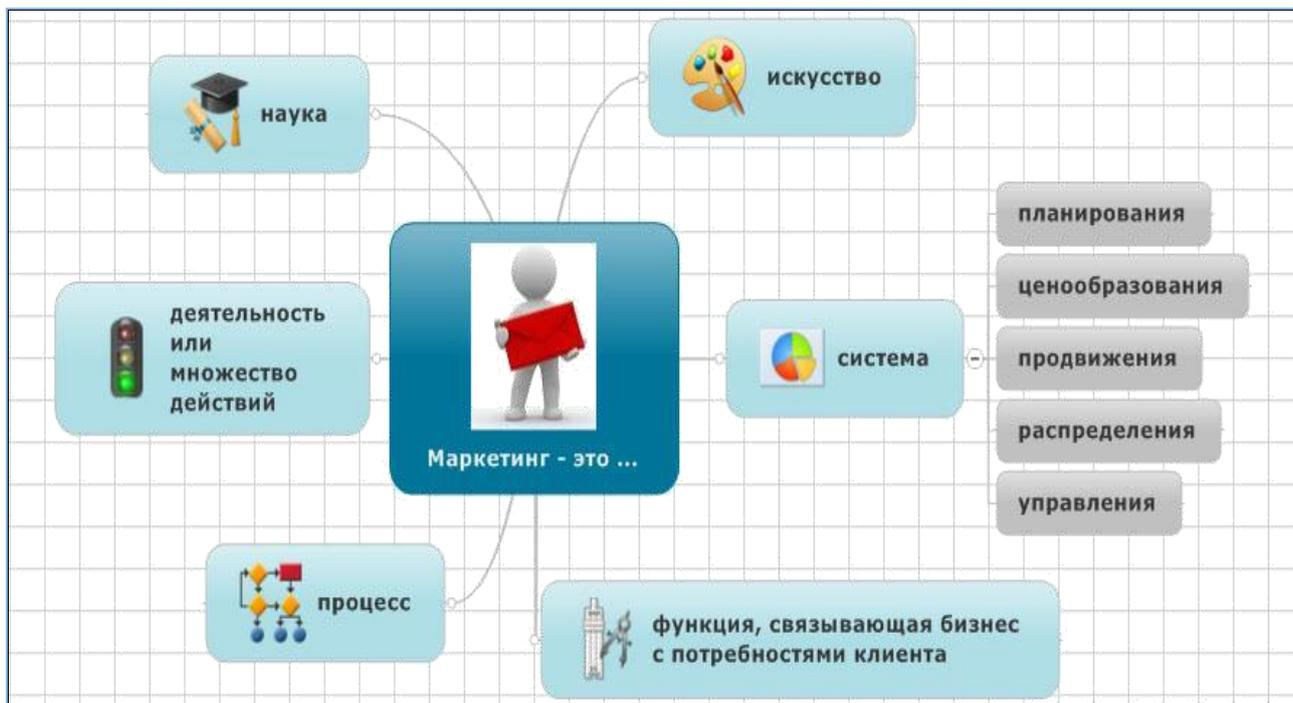 искусство
наука
планирования
ценообразования
деятельность
или
множество
действий
система
продвижения
распределения
Маркетинг - это ...
управления
процесс
функция, связывающая бизнес
с потребностями клиента